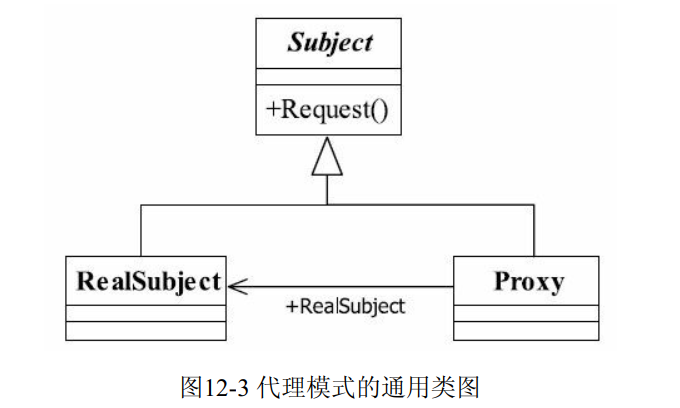 Subject
+Request()
RealSubject
Proxy
+RealSubject
图12-3 代理模式的通用类图